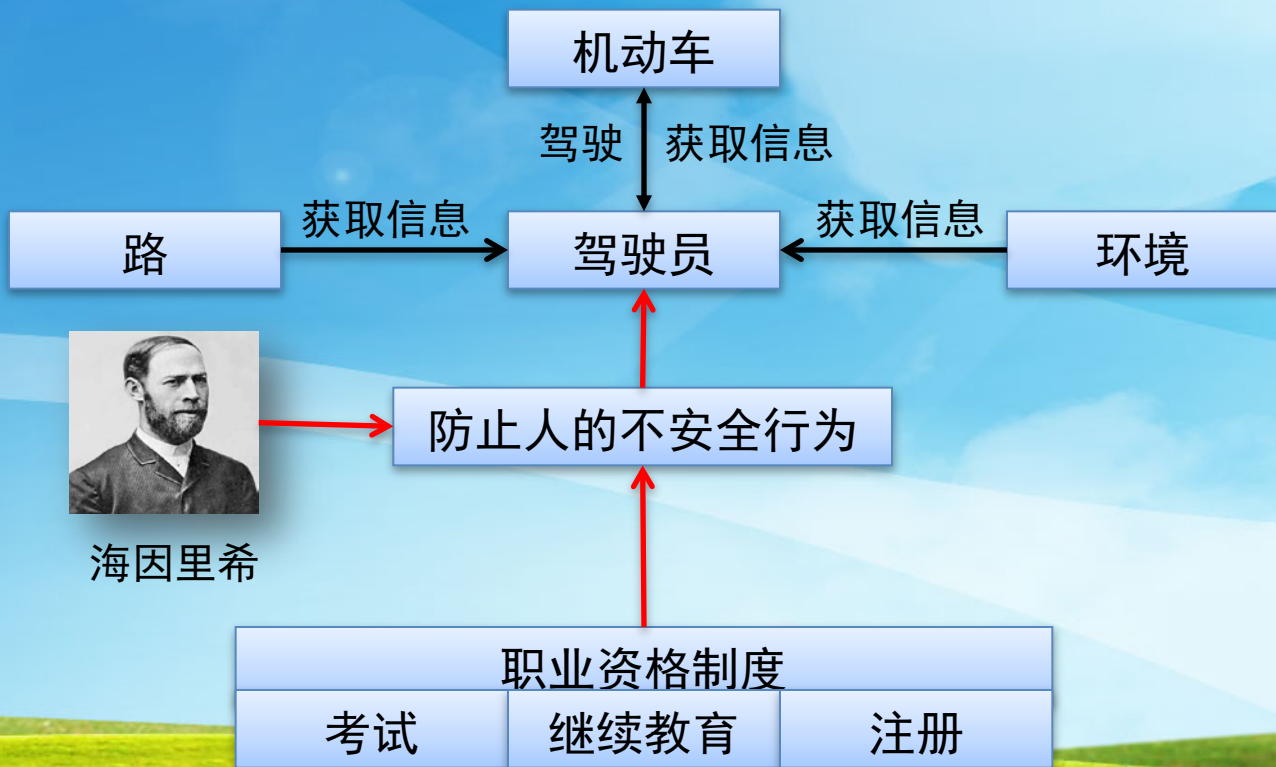 机动车
驾驶 获取信息
获取信息 获取信息
路 驾驶员 环境
防止人的不安全行为
海因里希
职业资格制度
考试 继续教育 注册